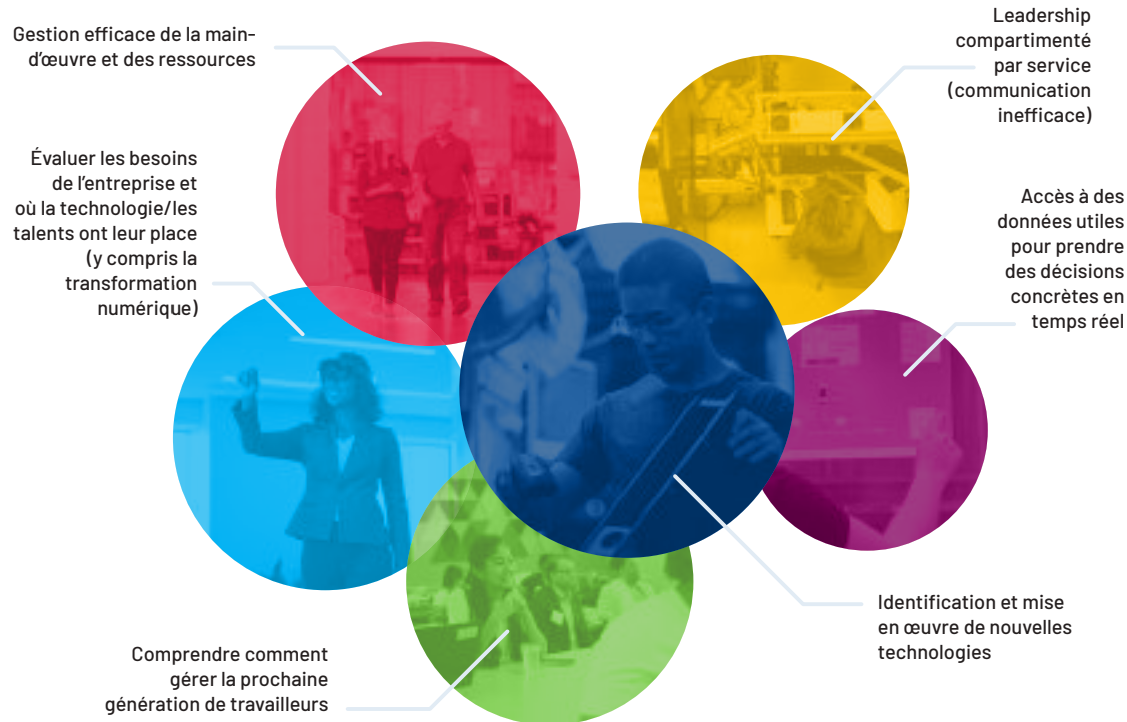 Gestion efficace de la main-
d’œuvre et des ressources
Leadership
compartimenté
par service
(communication
inefficace)
Évaluer les besoins
de l’entreprise et
où la technologie/les
talents ont leur place
(y compris la
transformation
numérique)
Accès à des
données utiles
pour prendre
des décisions
concrètes en
temps réel
Identification et mise
en œuvre de nouvelles
technologies
Comprendre comment
gérer la prochaine
génération de travailleurs